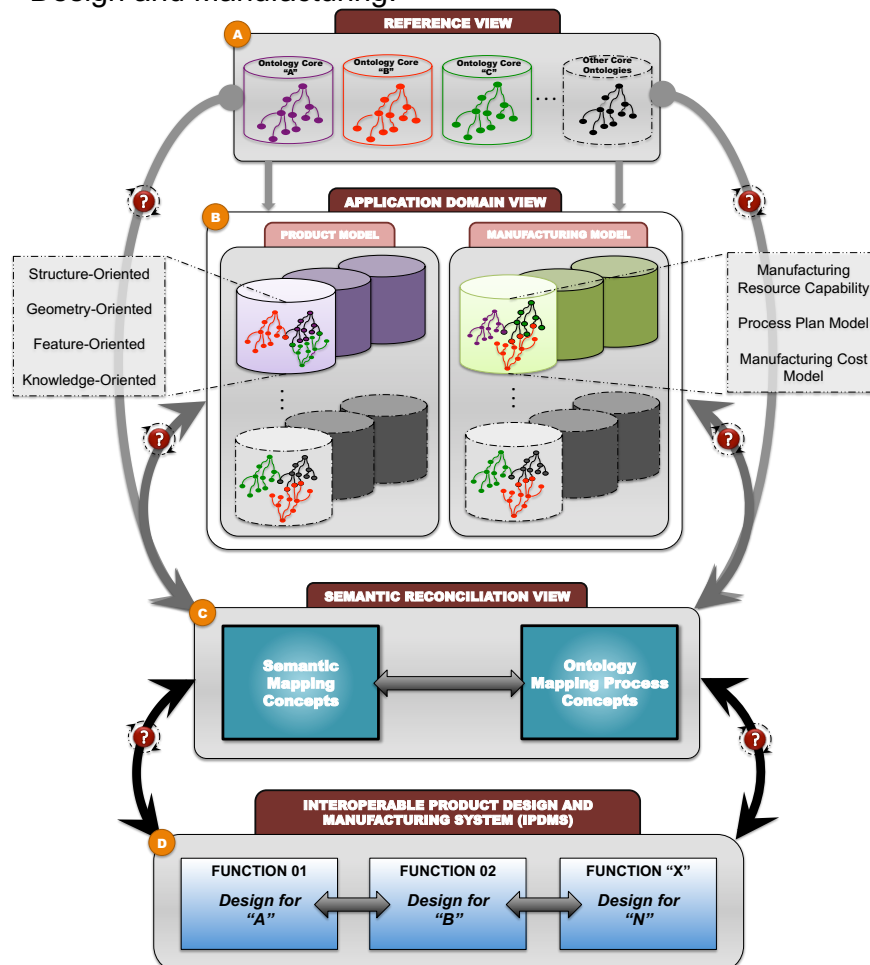 Design and Manufacturing.
REFERENCE VIEW
A
Ontology Core
“A”
Ontology Core
“B”
Ontology Core
“C”
...
Other Core
Ontologies
?
?
APPLICATION DOMAIN VIEW
B
PRODUCT MODEL
MANUFACTURING MODEL
Structure-Oriented
Geometry-Oriented
Feature-Oriented
Knowledge-Oriented
Manufacturing
Resource Capability
Process Plan Model
Manufacturing Cost
Model
?
?
SEMANTIC RECONCILIATION VIEW
C
Semantic
Mapping
Concepts
Ontology
Mapping Process
Concepts
?
?
INTEROPERABLE PRODUCT DESIGN AND
MANUFACTURING SYSTEM (IPDMS)
D
FUNCTION 01
Design for
“A”
FUNCTION 02
Design for
“B”
FUNCTION “X”
Design for
“N”